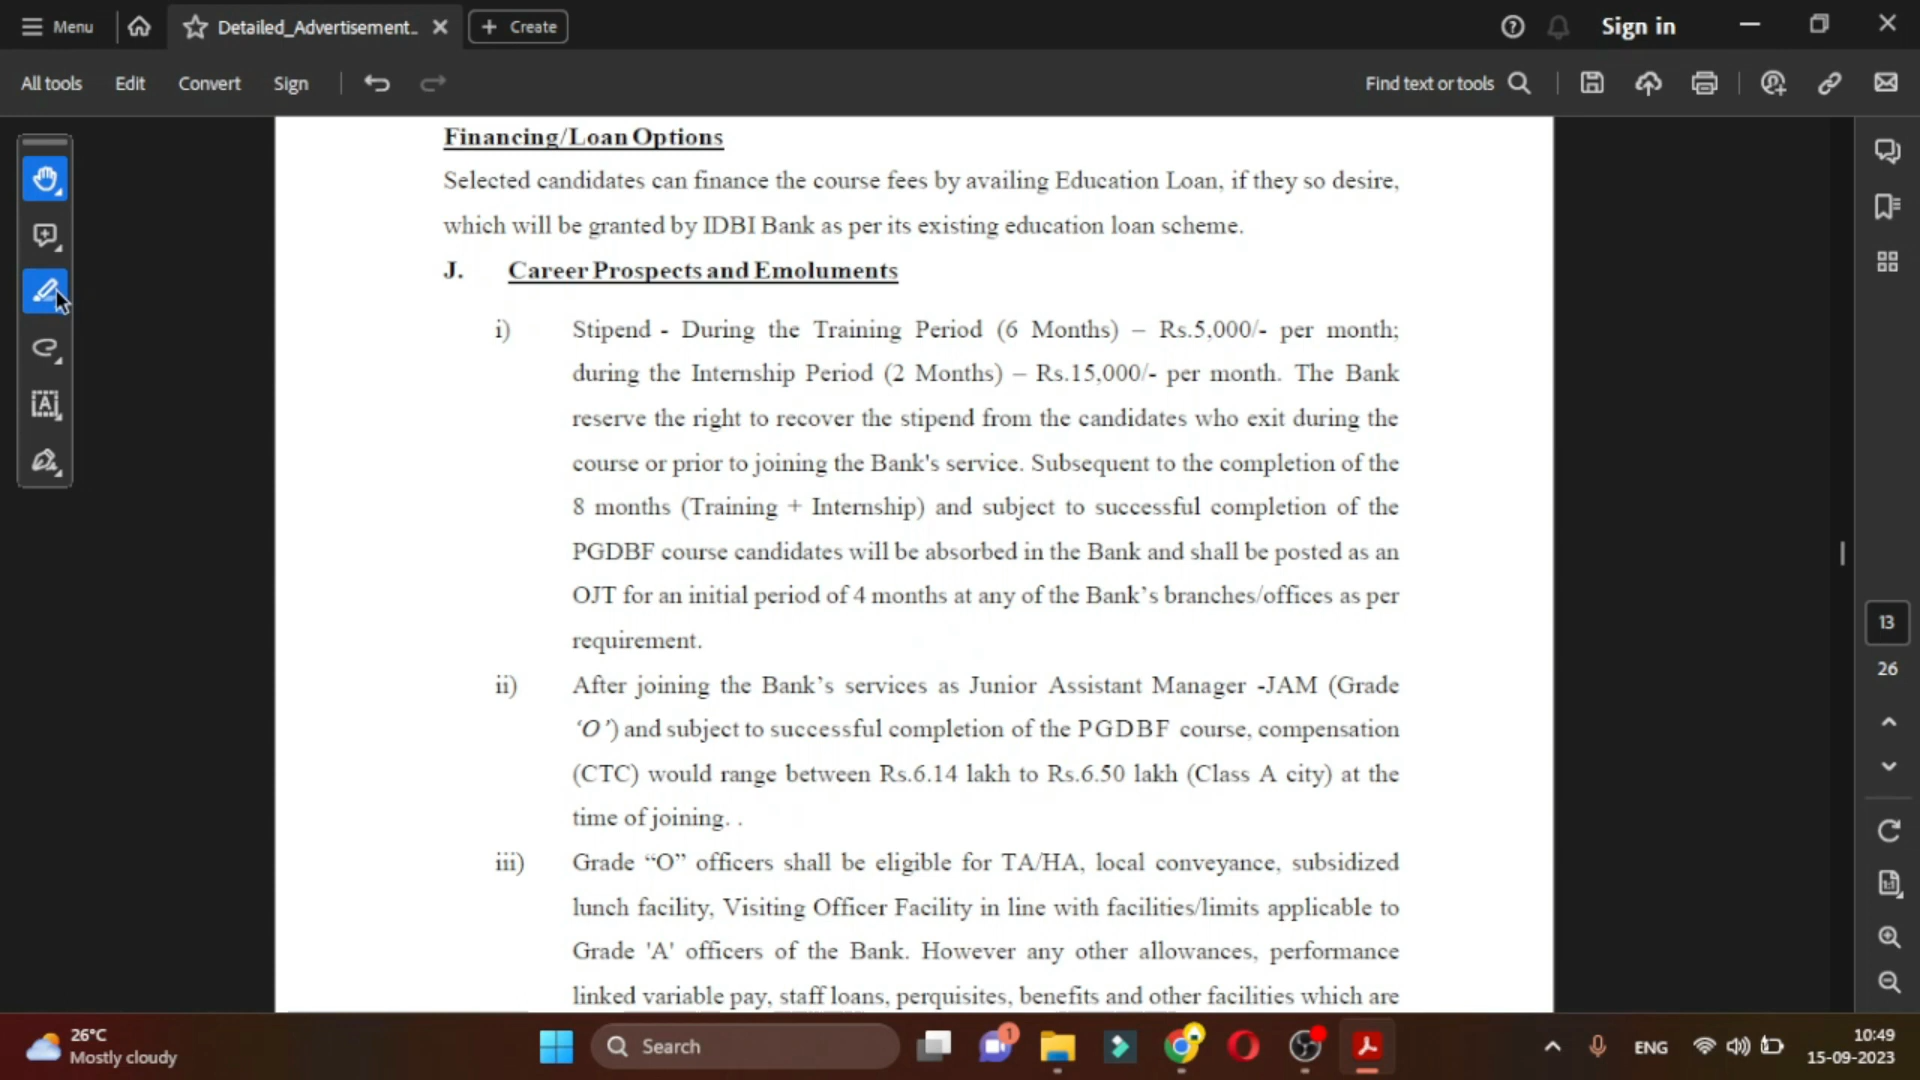 Menu
Detailed_Advertisement..
Create
Sign in
All tools
Edit
Convert
Sign
Find text or tools
Financing/Loan Options
Selected candidates can finance the course fees by availing Education Loan, if they so desire,
which will be granted by IDBI Bank as per its existing education loan scheme.
J. Career Prospects and Emoluments
i) Stipend - During the Training Period (6 Months) – Rs.5,000/- per month;
during the Internship Period (2 Months) – Rs.15,000/- per month. The Bank
reserve the right to recover the stipend from the candidates who exit during the
course or prior to joining the Bank's service. Subsequent to the completion of the
8 months (Training + Internship) and subject to successful completion of the
PGDBF course candidates will be absorbed in the Bank and shall be posted as an
OJT for an initial period of 4 months at any of the Bank’s branches/offices as per
requirement.
ii) After joining the Bank’s services as Junior Assistant Manager -JAM (Grade
‘O’) and subject to successful completion of the PGDBF course, compensation
(CTC) would range between Rs.6.14 lakh to Rs.6.50 lakh (Class A city) at the
time of joining. .
iii) Grade “O” officers shall be eligible for TA/HA, local conveyance, subsidized
lunch facility, Visiting Officer Facility in line with facilities/limits applicable to
Grade 'A' officers of the Bank. However any other allowances, performance
linked variable pay, staff loans, perquisites, benefits and other facilities which are
13
26
26°C
Mostly cloudy
Search
1
ENG
10:49
15-09-2023